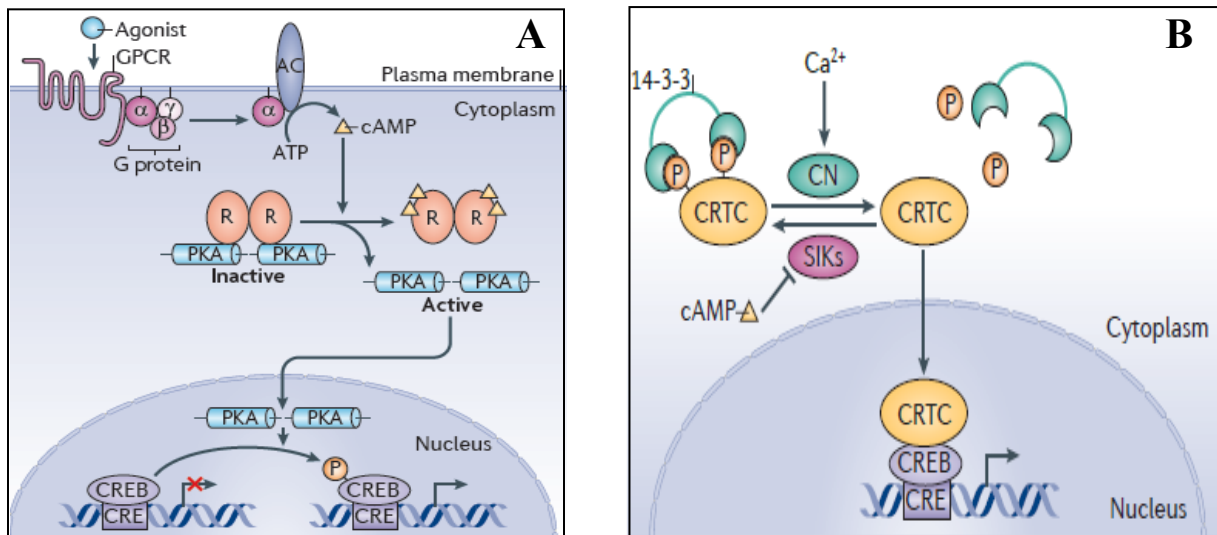 A
Agonist
GPCR
AC
Plasma membrane
α
γ
β
α
Cytoplasm
cAMP
ATP
G protein
R R
R R
PKA PKA
Inactive
PKA PKA
Active
PKA PKA
Nucleus
P
CREB
CREB
CRE
CRE
B
Ca²⁺
14-3-3
P
P
P
P
CN
CRTC
CRTC
SIKs
cAMP
Cytoplasm
CRTC
CREB
CRE
Nucleus